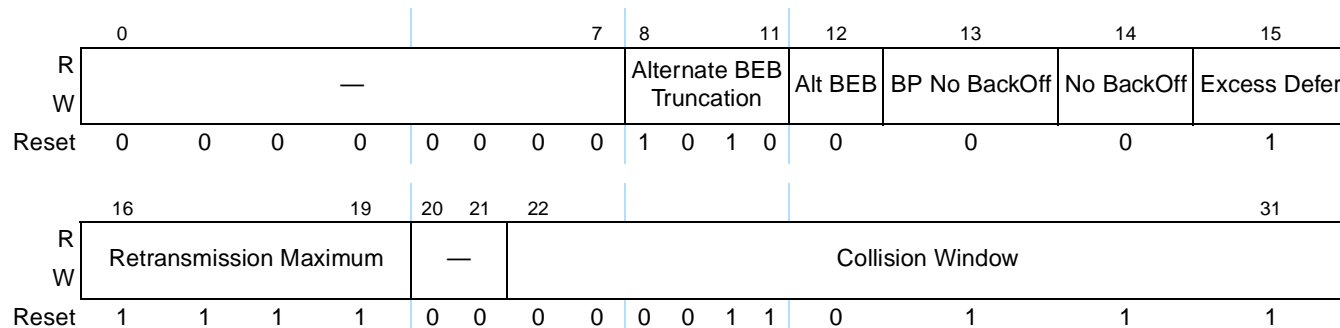 0 7 8 11 12 13 14 15
R
W
— Alternate BEB Truncation Alt BEB BP No BackOff No BackOff Excess Defer
Reset 0 0 0 0 0 0 0 0 1 0 1 0 0 0 0 1
16 19 20 21 22 31
R
W
Retransmission Maximum — Collision Window
Reset 1 1 1 1 0 0 0 0 0 0 1 1 0 1 1 1